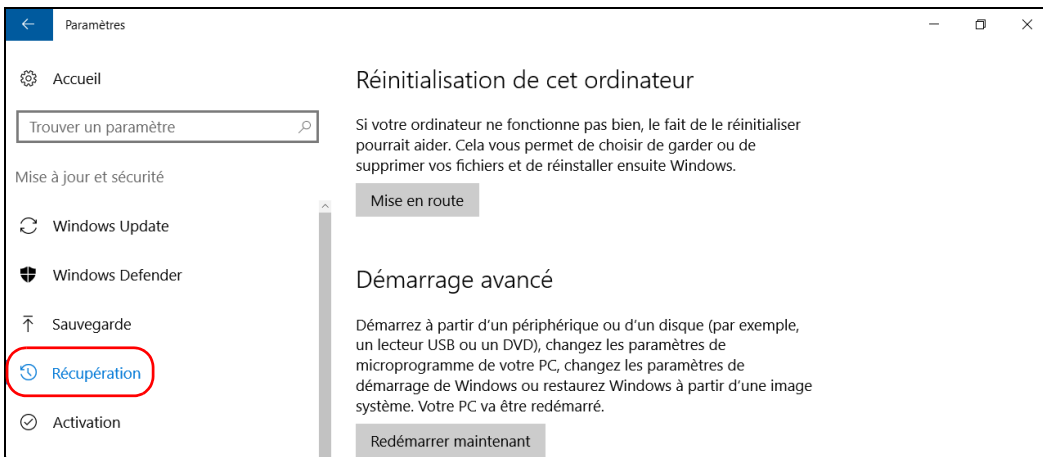 Paramètres
Accueil
Trouver un paramètre
Mise à jour et sécurité
Windows Update
Windows Defender
Sauvegarde
Récupération
Activation
Réinitialisation de cet ordinateur
Si votre ordinateur ne fonctionne pas bien, le fait de le réinitialiser
pourrait aider. Cela vous permet de choisir de garder ou de
supprimer vos fichiers et de réinstaller ensuite Windows.
Mise en route
Démarrage avancé
Démarrez à partir d'un périphérique ou d'un disque (par exemple,
un lecteur USB ou un DVD), changez les paramètres de
microprogramme de votre PC, changez les paramètres de
démarrage de Windows ou restaurez Windows à partir d'une image
système. Votre PC va être redémarré.
Redémarrer maintenant